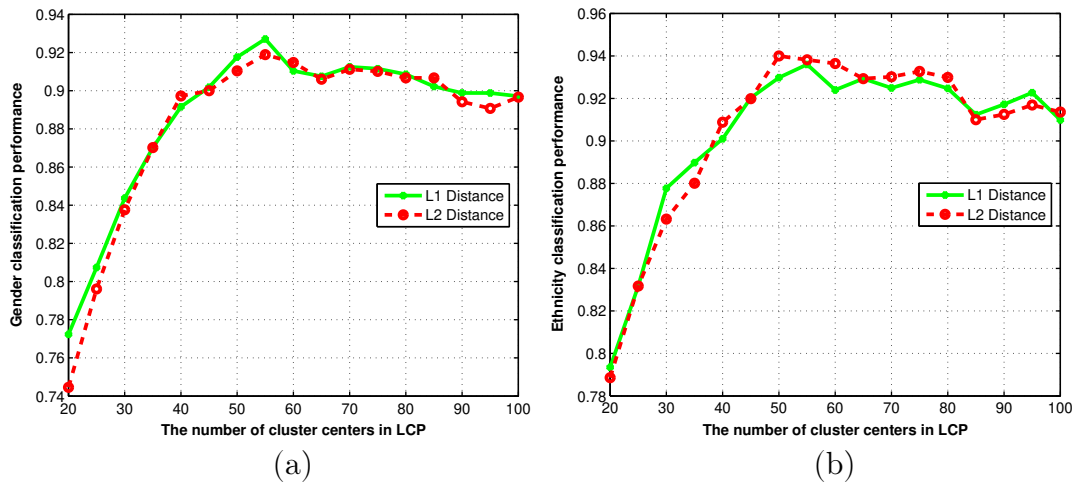 0.94
0.92
0.9
0.88
0.86
0.84
0.82
0.8
0.78
0.76
0.74
Gender classification performance
L1 Distance
L2 Distance
20 30 40 50 60 70 80 90 100
The number of cluster centers in LCP
(a)
0.96
0.94
0.92
0.9
0.88
0.86
0.84
0.82
0.8
0.78
Ethnicity classification performance
L1 Distance
L2 Distance
20 30 40 50 60 70 80 90 100
The number of cluster centers in LCP
(b)